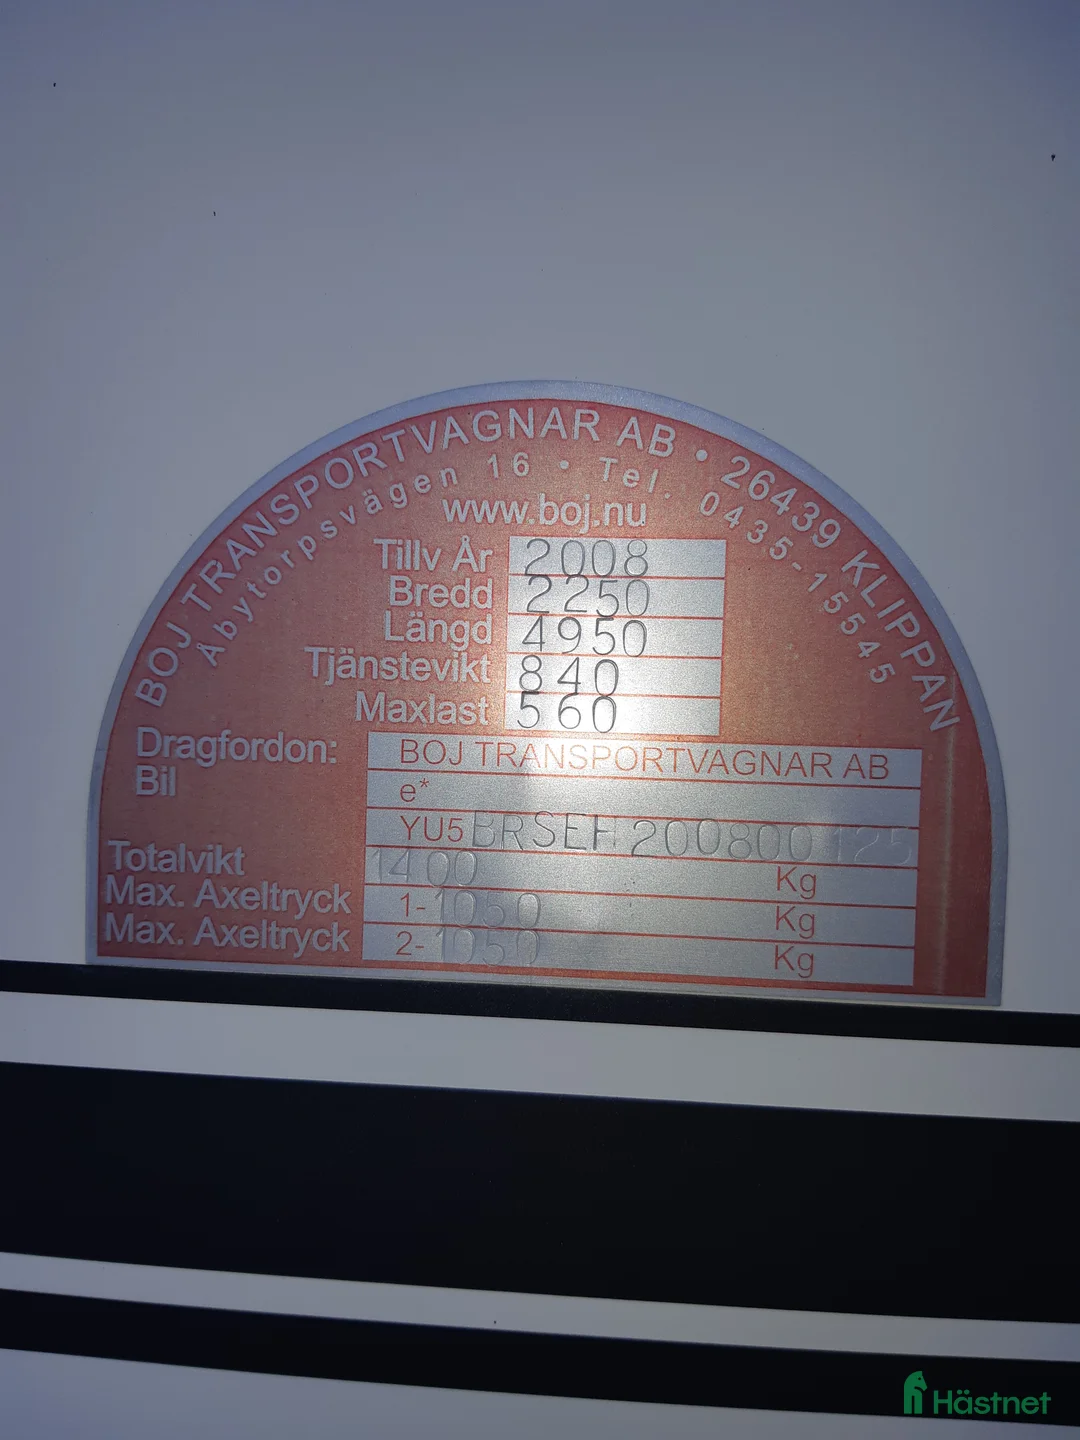 BOJ TRANSPORTVAGNAR AB • 26439 KLIPPAN
Åbytorpsvägen 16 • Tel. 0435-15545
www.boj.nu
Tillv År 2008
Bredd 2250
Längd 4950
Tjänstevikt 840
Maxlast 560
Dragfordon: BOJ TRANSPORTVAGNAR AB
Bil e*
YU5BRSEH200800125
Totalvikt 1400 Kg
Max. Axeltryck 1-1050 Kg
Max. Axeltryck 2-1050 Kg
Hästnet